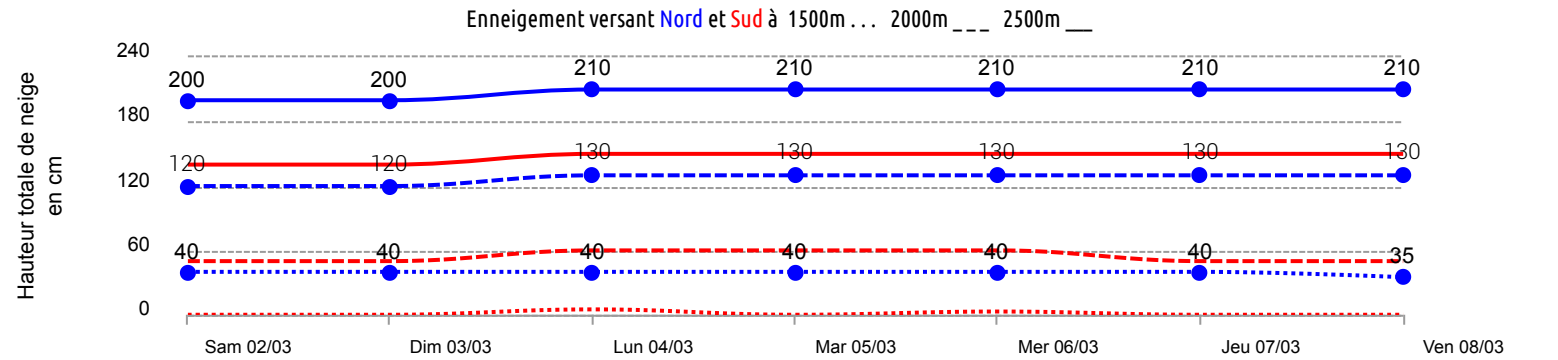 Enneigement versant Nord et Sud à 1500m . . . 2000m _ _ _ 2500m ___
Hauteur totale de neige
en cm
240
200 200 210 210 210 210 210
180
120 120 130 130 130 130 130
120
60
40 40 40 40 40 40 35
0
Sam 02/03 Dim 03/03 Lun 04/03 Mar 05/03 Mer 06/03 Jeu 07/03 Ven 08/03